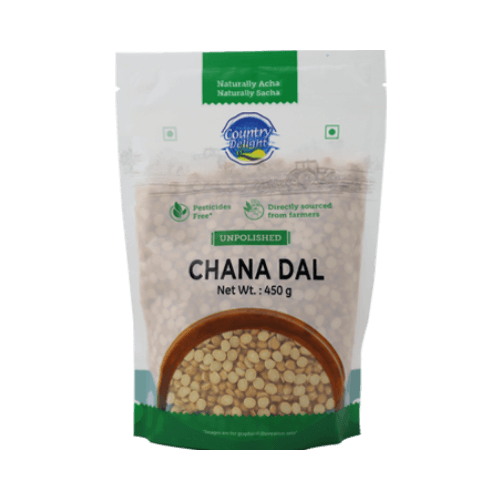 Naturally Acha
Naturally Sacha
Country
Delight
Pesticides
Free*
Directly sourced
from farmers
UNPOLISHED
CHANA DAL
Net Wt. : 450 g